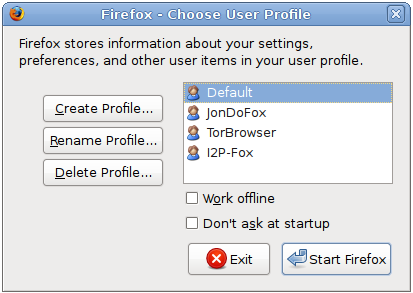 Firefox - Choose User Profile
Firefox stores information about your settings,
preferences, and other user items in your user profile.
Create Profile...
Rename Profile...
Delete Profile...
Default
JonDoFox
TorBrowser
I2P-Fox
Work offline
Don't ask at startup
Exit
Start Firefox